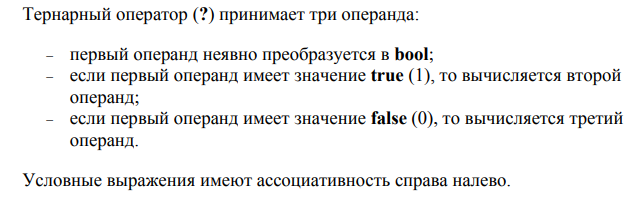 Тернарный оператор (?) принимает три операнда:
– первый операнд неявно преобразуется в bool;
– если первый операнд имеет значение true (1), то вычисляется второй
операнд;
– если первый операнд имеет значение false (0), то вычисляется третий
операнд.
Условные выражения имеют ассоциативность справа налево.